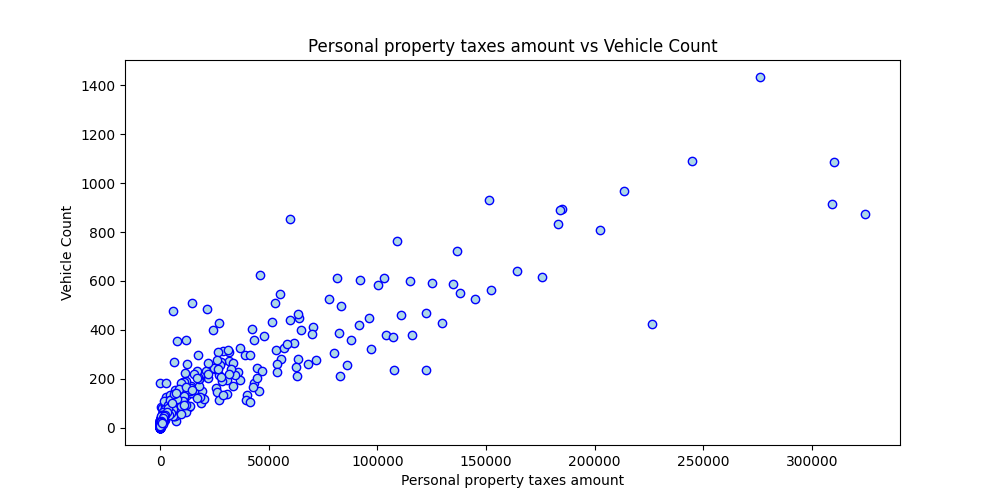 Personal property taxes amount vs Vehicle Count
1400
1200
1000
800
600
400
200
0
Vehicle Count
0 50000 100000 150000 200000 250000 300000
Personal property taxes amount